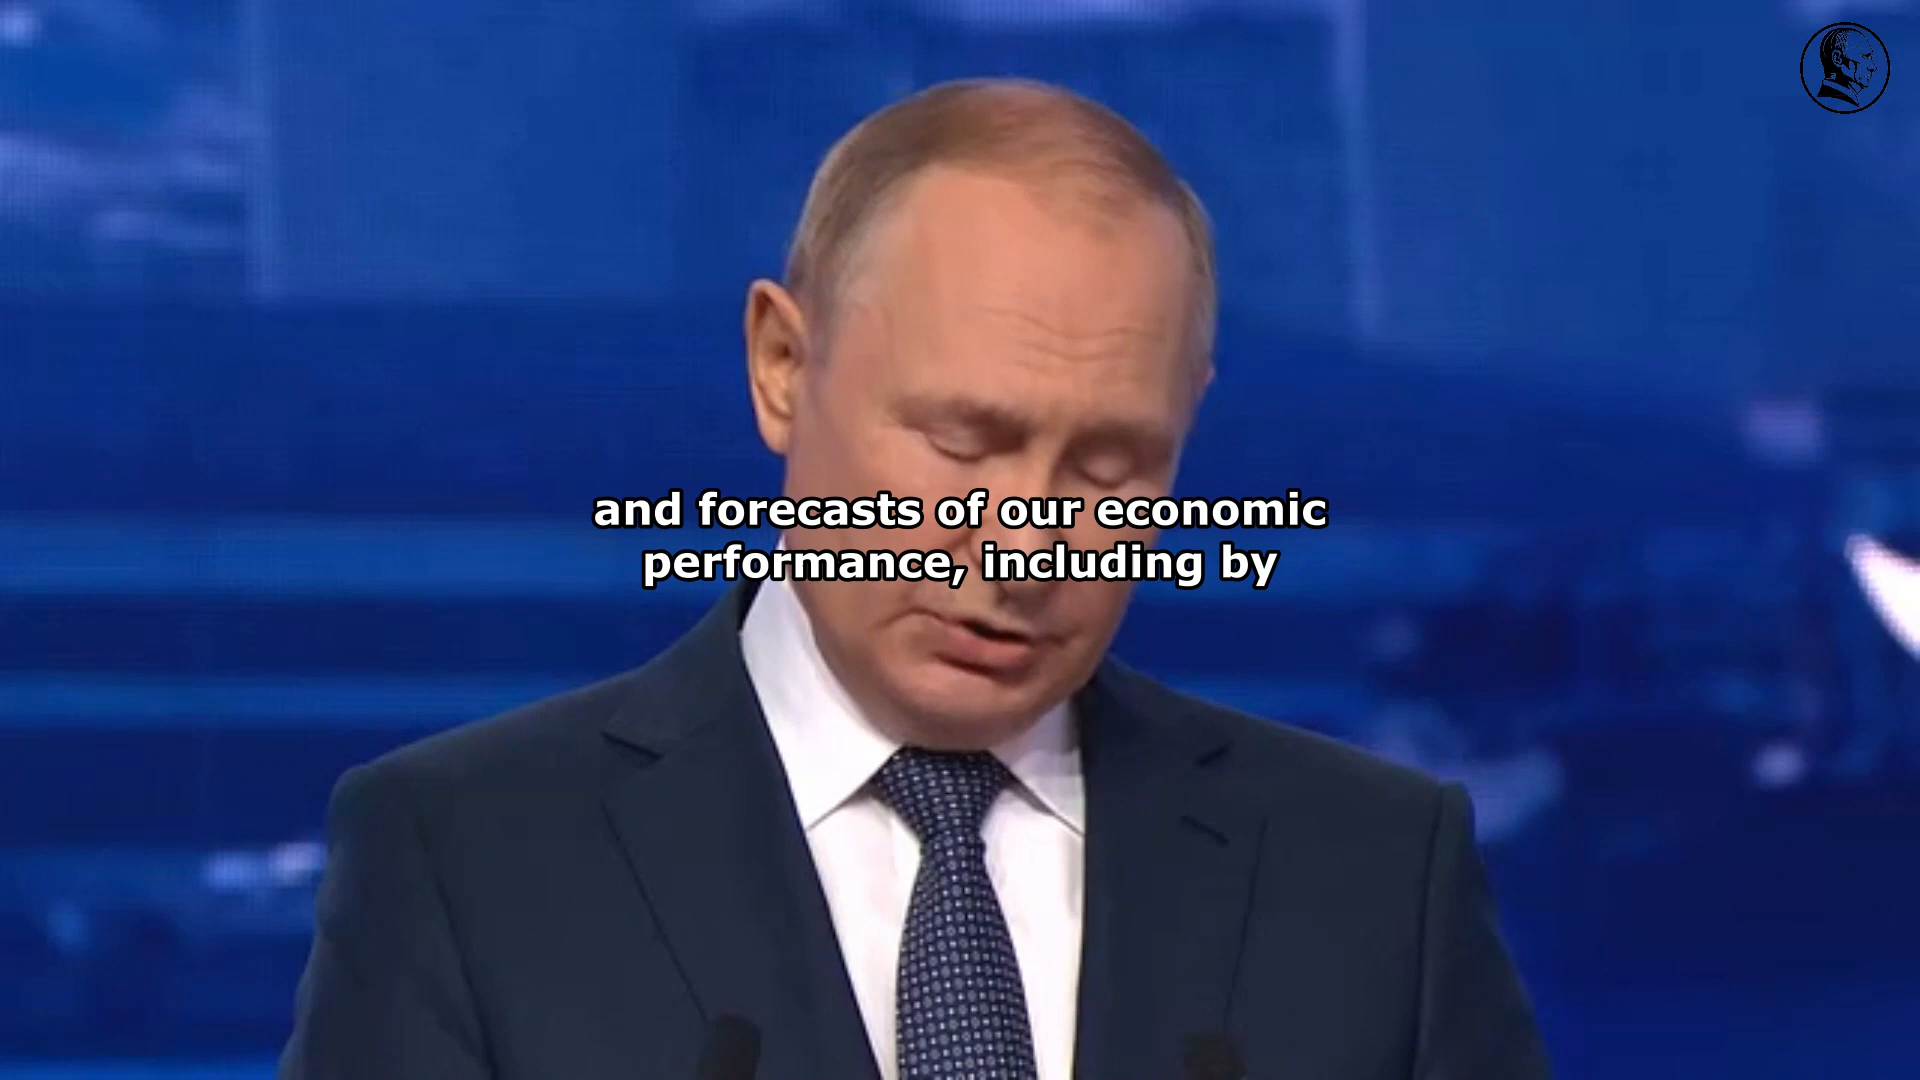 and forecasts of our economic
performance, including by